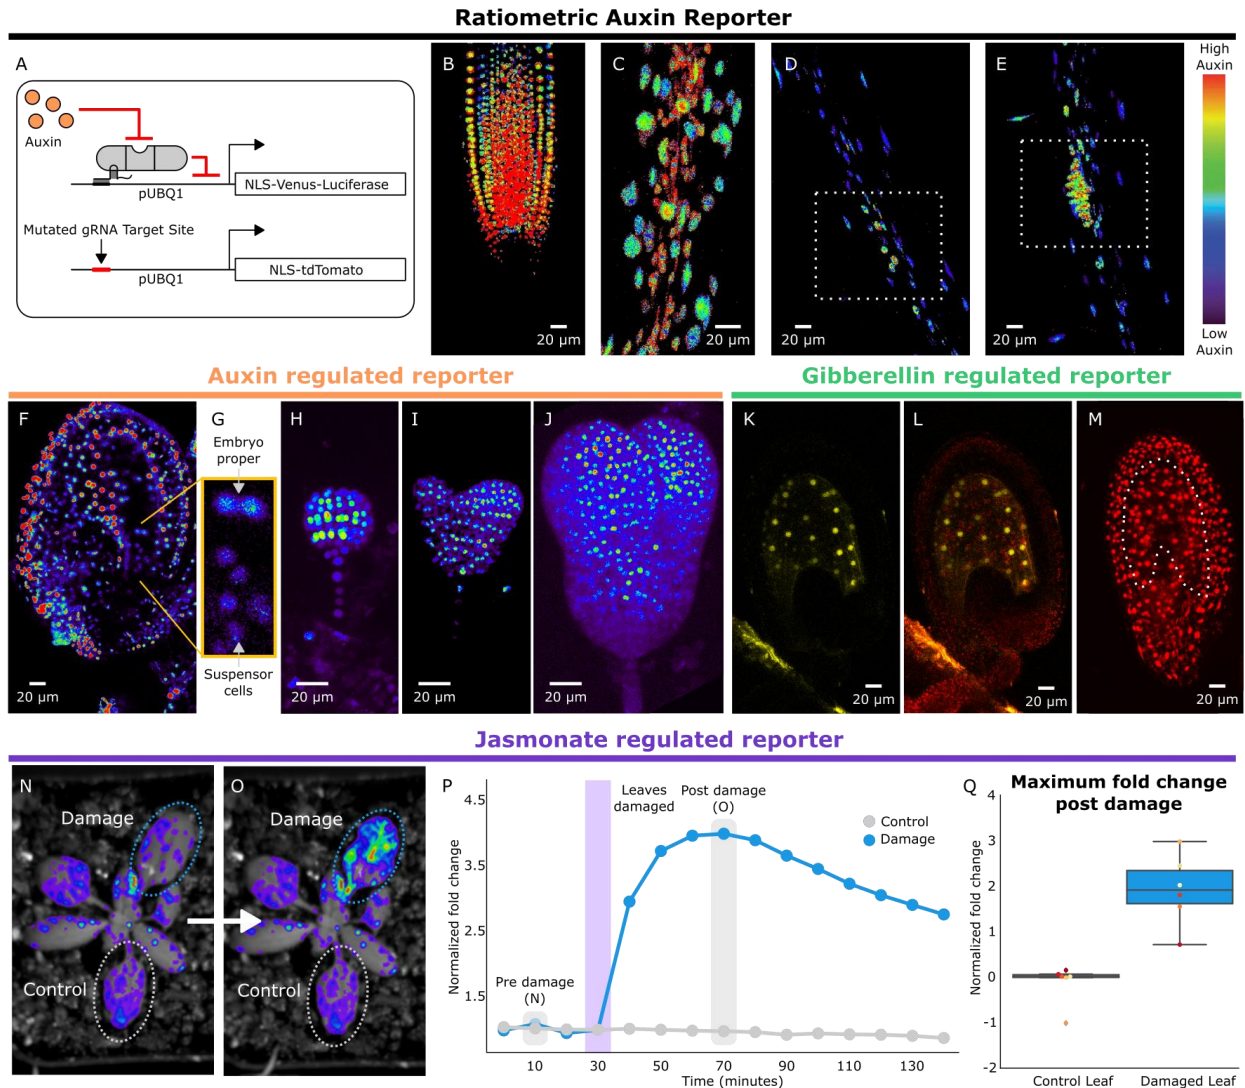 Ratiometric Auxin Reporter
A
Auxin
pUBQ1
NLS-Venus-Luciferase
Mutated gRNA Target Site
pUBQ1
NLS-tdTomato
B
20 µm
C
20 µm
D
20 µm
E
20 µm
High
Auxin
Low
Auxin
Auxin regulated reporter
Gibberellin regulated reporter
F
20 µm
G
Embryo
proper
Suspensor
cells
H
20 µm
I
20 µm
J
20 µm
K
20 µm
L
20 µm
M
20 µm
Jasmonate regulated reporter
N
Damage
Control
O
Damage
Control
P
Normalized fold change
4.5
3.5
2.5
1.5
Pre damage
(N)
Leaves
damaged
Post damage
(O)
Control
Damage
10
30
50
70
90
110
130
Time (minutes)
Q
Maximum fold change
post damage
Normalized fold change
4
3
2
1
0
-1
-2
Control Leaf
Damaged Leaf